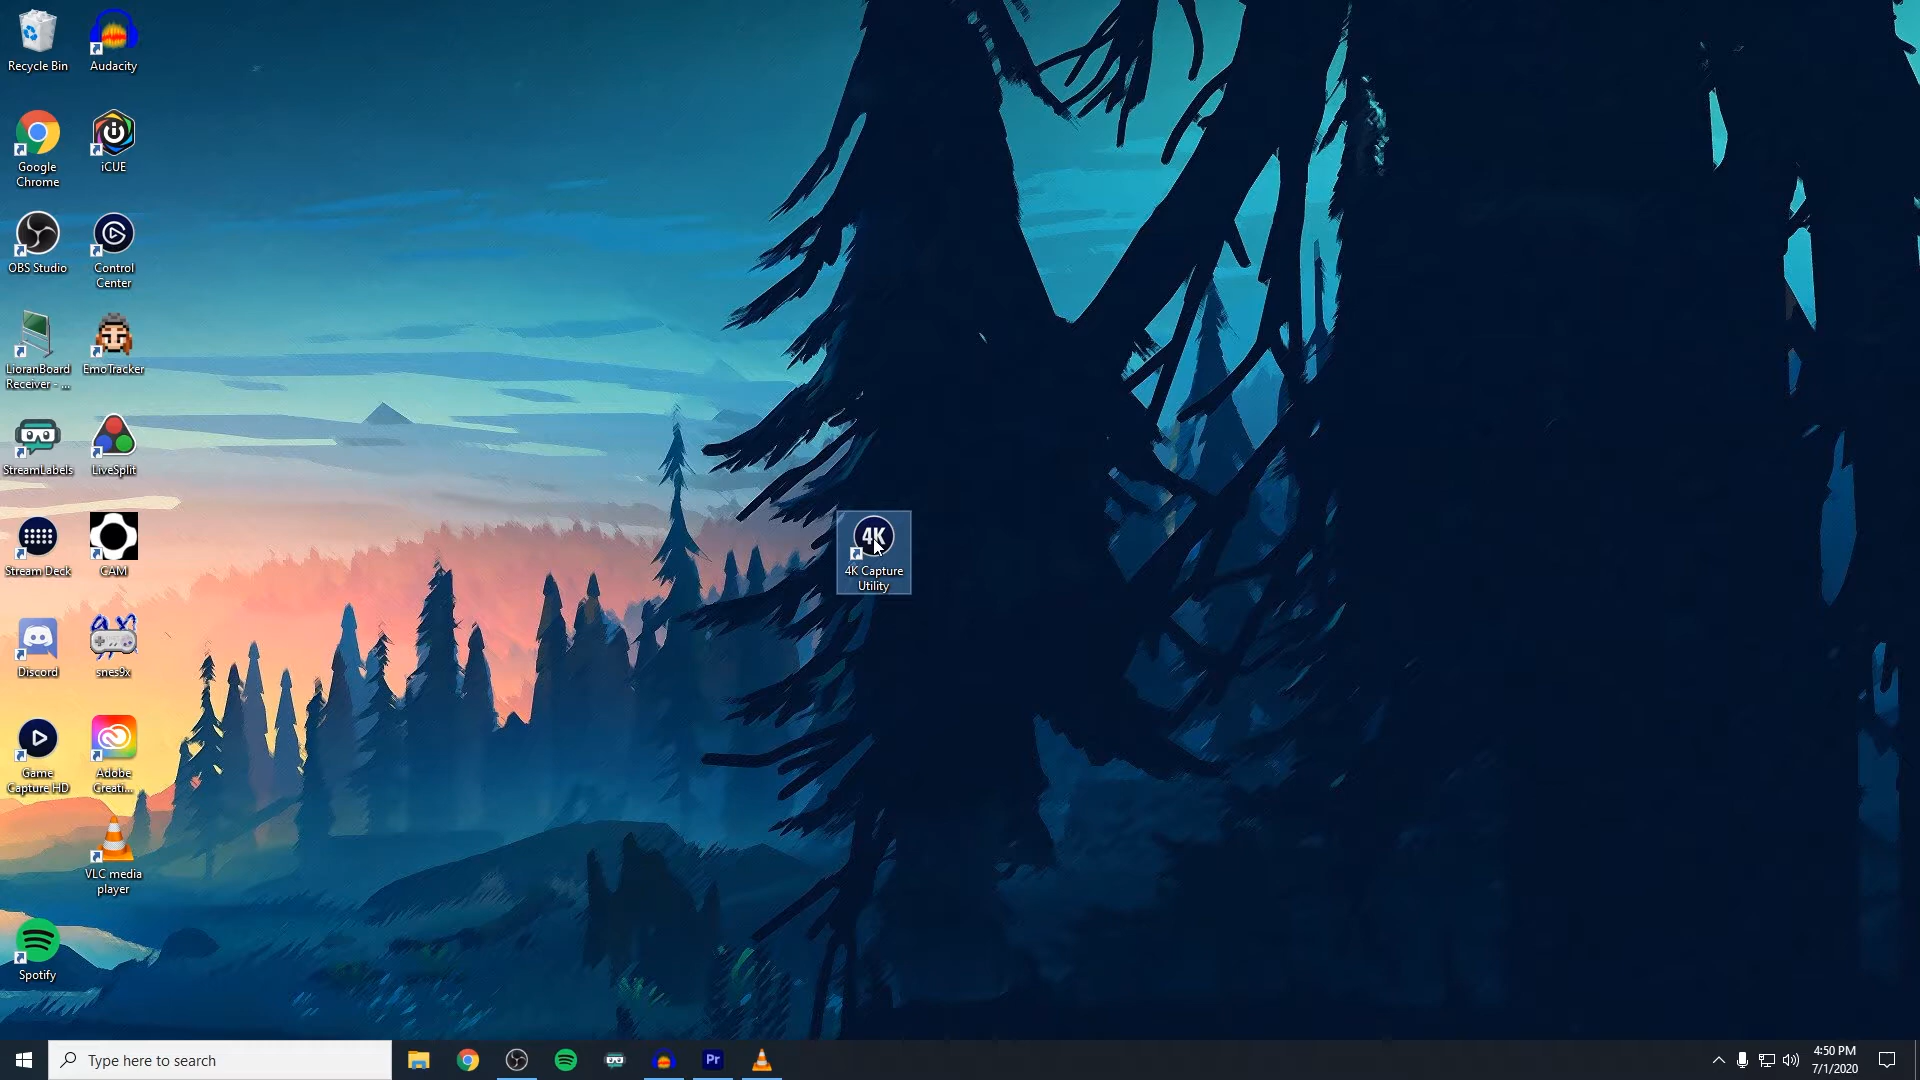 Recycle Bin
Audacity
Google
Chrome
iCUE
OBS Studio
Control
Center
LioranBoard
Receiver - ...
EmoTracker
StreamLabels
LiveSplit
Stream Deck
CAM
Discord
snes9x
Game
Capture HD
Adobe
Creati...
VLC media
player
Spotify
4K
4K Capture
Utility
Type here to search
Pr
4:50 PM
7/1/2020